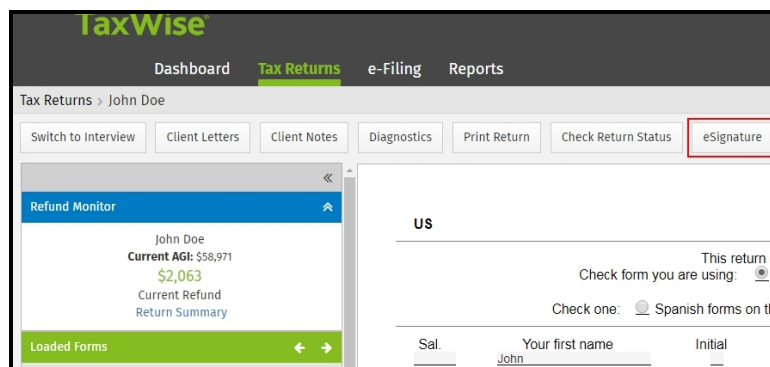 TaxWise
Dashboard Tax Returns e-Filing Reports
Tax Returns > John Doe
Switch to Interview Client Letters Client Notes Diagnostics Print Return Check Return Status eSignature
Refund Monitor
John Doe
Current AGI: $58,971
$2,063
Current Refund
Return Summary
Loaded Forms
US
This return
Check form you are using:
Check one: Spanish forms on
Sal. Your first name Initial
John